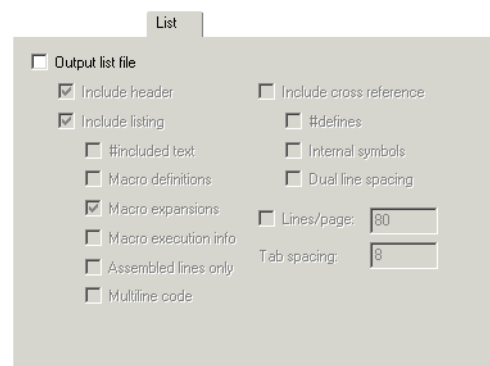 List
Output list file
Include header
Include listing
#included text
Macro definitions
Macro expansions
Macro execution info
Assembled lines only
Multiline code
Include cross reference
#defines
Internal symbols
Dual line spacing
Lines/page: 80
Tab spacing: 8